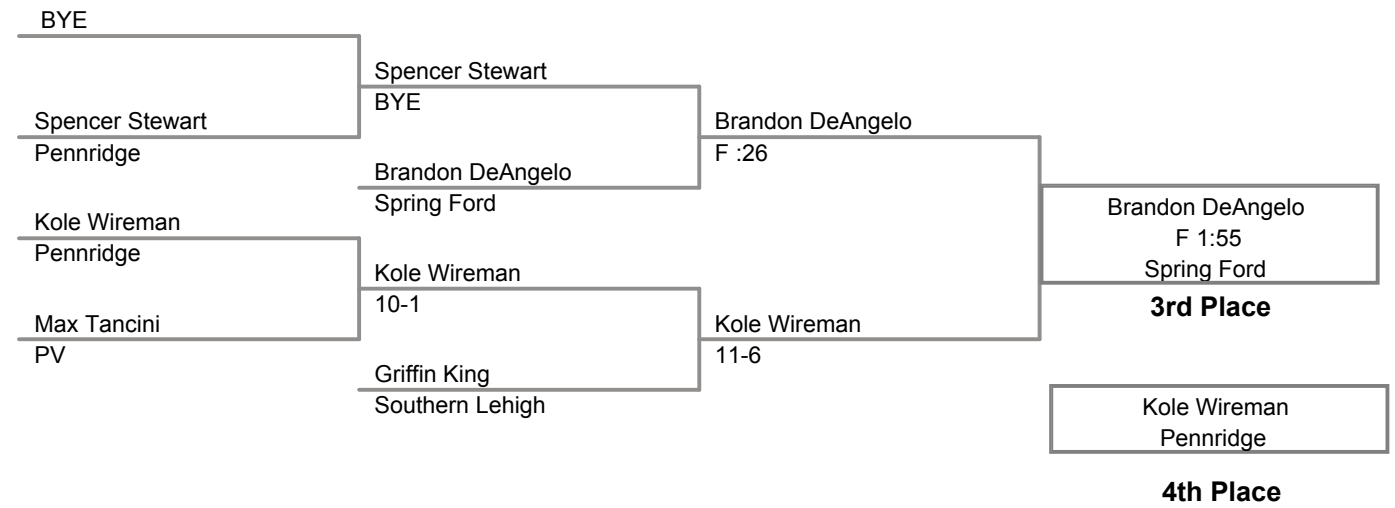 BYE
Spencer Stewart
Pennridge
Kole Wireman
Pennridge
Max Tancini
PV
Spencer Stewart
BYE
Brandon DeAngelo
Spring Ford
Kole Wireman
10-1
Griffin King
Southern Lehigh
Brandon DeAngelo
F :26
Kole Wireman
11-6
Brandon DeAngelo
F 1:55
Spring Ford
3rd Place
Kole Wireman
Pennridge
4th Place